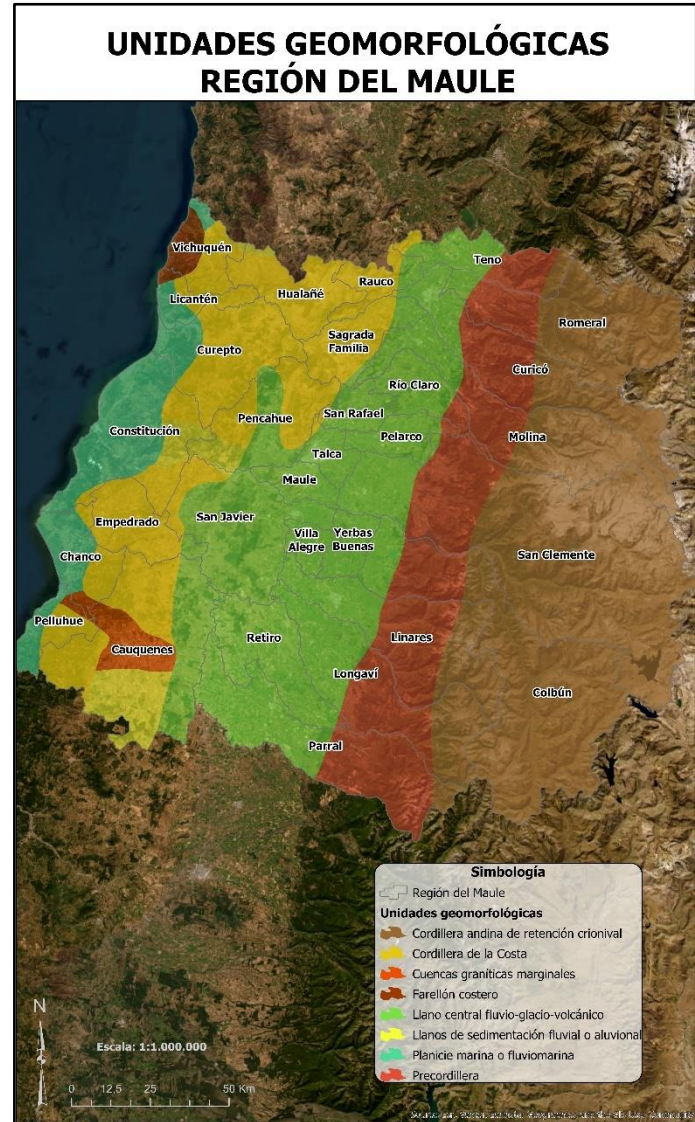 UNIDADES GEOMORFOLÓGICAS
REGIÓN DEL MAULE
Vichuquén
Teno
Licantén
Hualañé
Rauco
Romeral
Sagrada
Familia
Curepto
Curicó
Río Claro
Pencahue
San Rafael
Constitución
Pelarco
Molina
Talca
Maule
Empedrado
San Javier
Villa
Alegre
Yerbas
Buenas
Chanco
San Clemente
Pelluhue
Cauquenes
Retiro
Linares
Longaví
Colbún
Parral
Simbología
Región del Maule
Unidades geomorfológicas
Cordillera andina de retención crionival
Cordillera de la Costa
Cuencas graníticas marginales
Farellón costero
Llano central fluvio-glacio-volcánico
Llanos de sedimentación fluvial o aluvional
Planicie marina o fluviomarina
Precordillera
N
Escala: 1:1.000.000
0 12,5 25 50 Km